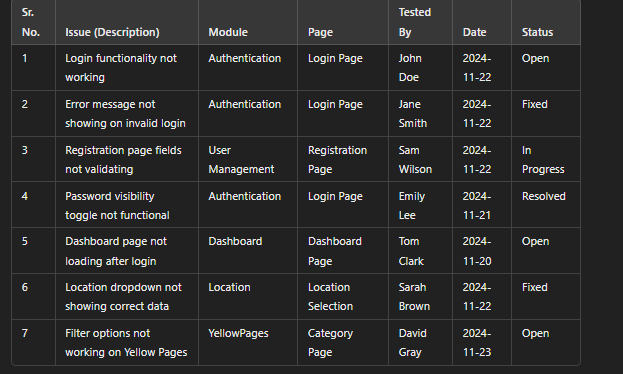 Sr. No. Issue (Description) Module Page Tested By Date Status
1 Login functionality not working Authentication Login Page John Doe 2024-11-22 Open
2 Error message not showing on invalid login Authentication Login Page Jane Smith 2024-11-22 Fixed
3 Registration page fields not validating User Management Registration Page Sam Wilson 2024-11-22 In Progress
4 Password visibility toggle not functional Authentication Login Page Emily Lee 2024-11-21 Resolved
5 Dashboard page not loading after login Dashboard Dashboard Page Tom Clark 2024-11-20 Open
6 Location dropdown not showing correct data Location Location Selection Sarah Brown 2024-11-22 Fixed
7 Filter options not working on Yellow Pages YellowPages Category Page David Gray 2024-11-23 Open